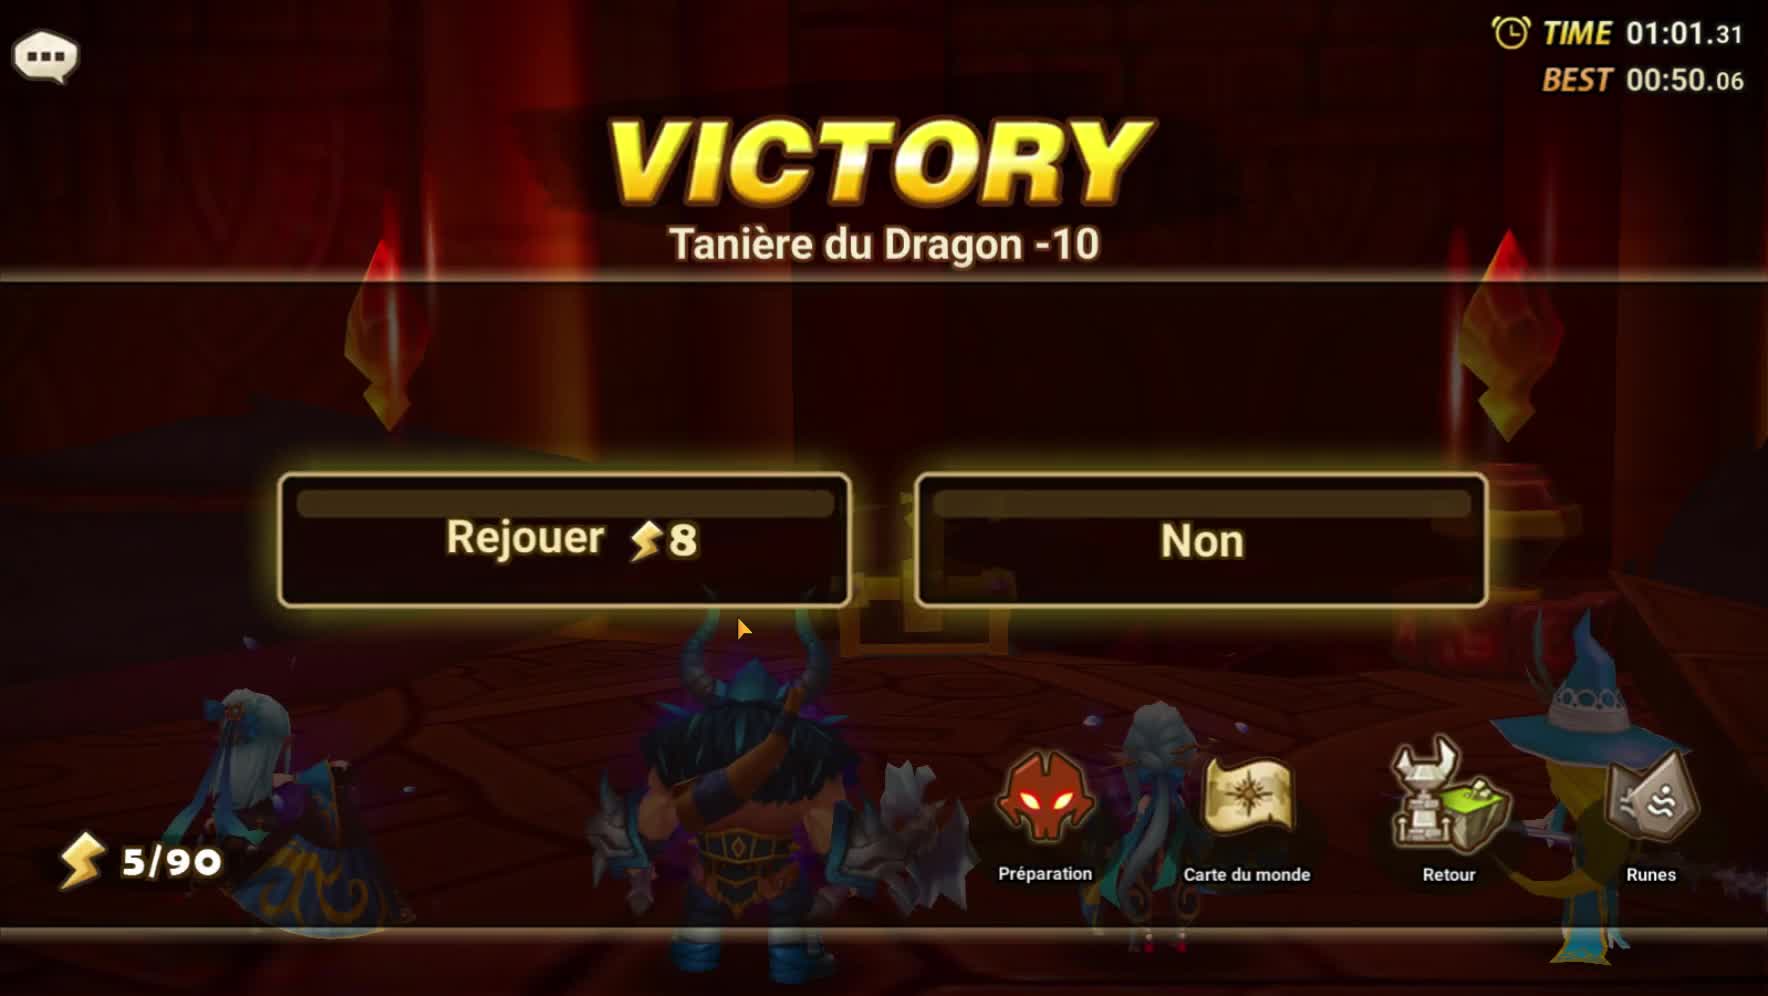 TIME 01:01.31
BEST 00:50.06
VICTORY
Tanière du Dragon -10
Rejouer 8
Non
5/90
Préparation
Carte du monde
Retour
Runes